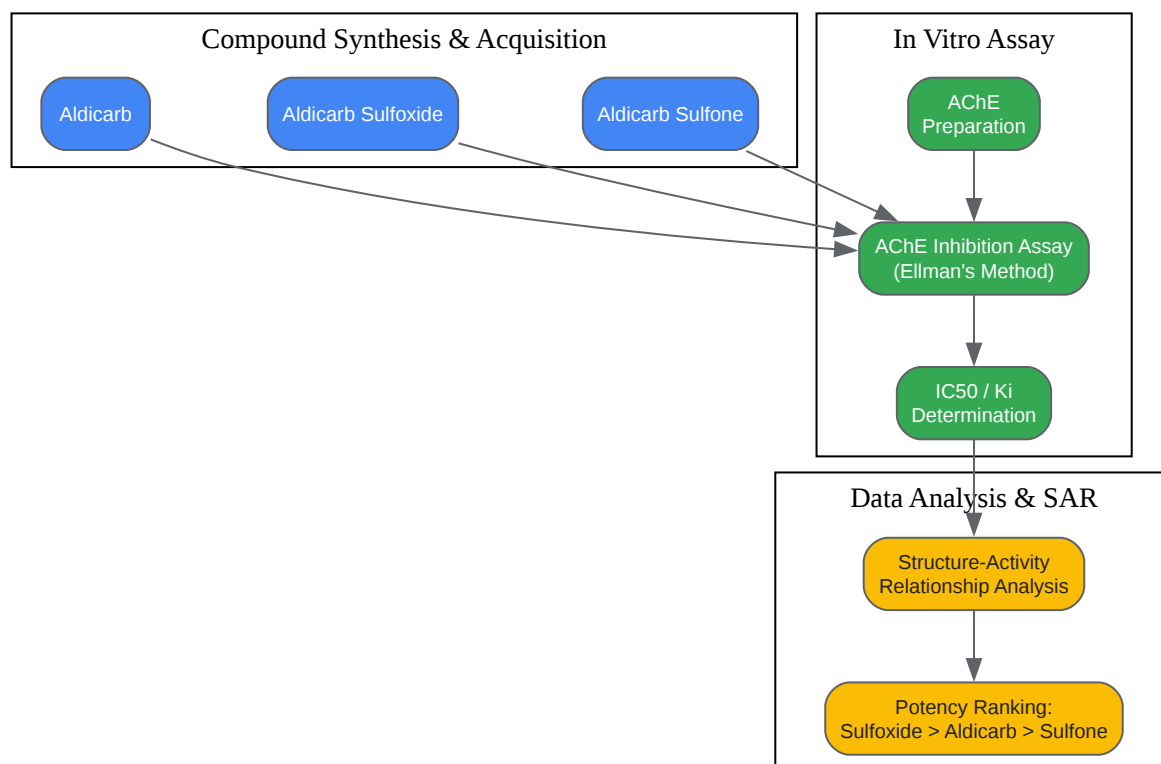 Compound Synthesis & Acquisition
Aldicarb
Aldicarb Sulfoxide
Aldicarb Sulfone
In Vitro Assay
AChE
Preparation
AChE Inhibition Assay
(Ellman's Method)
IC50 / Ki
Determination
Data Analysis & SAR
Structure-Activity
Relationship Analysis
Potency Ranking:
Sulfoxide > Aldicarb > Sulfone